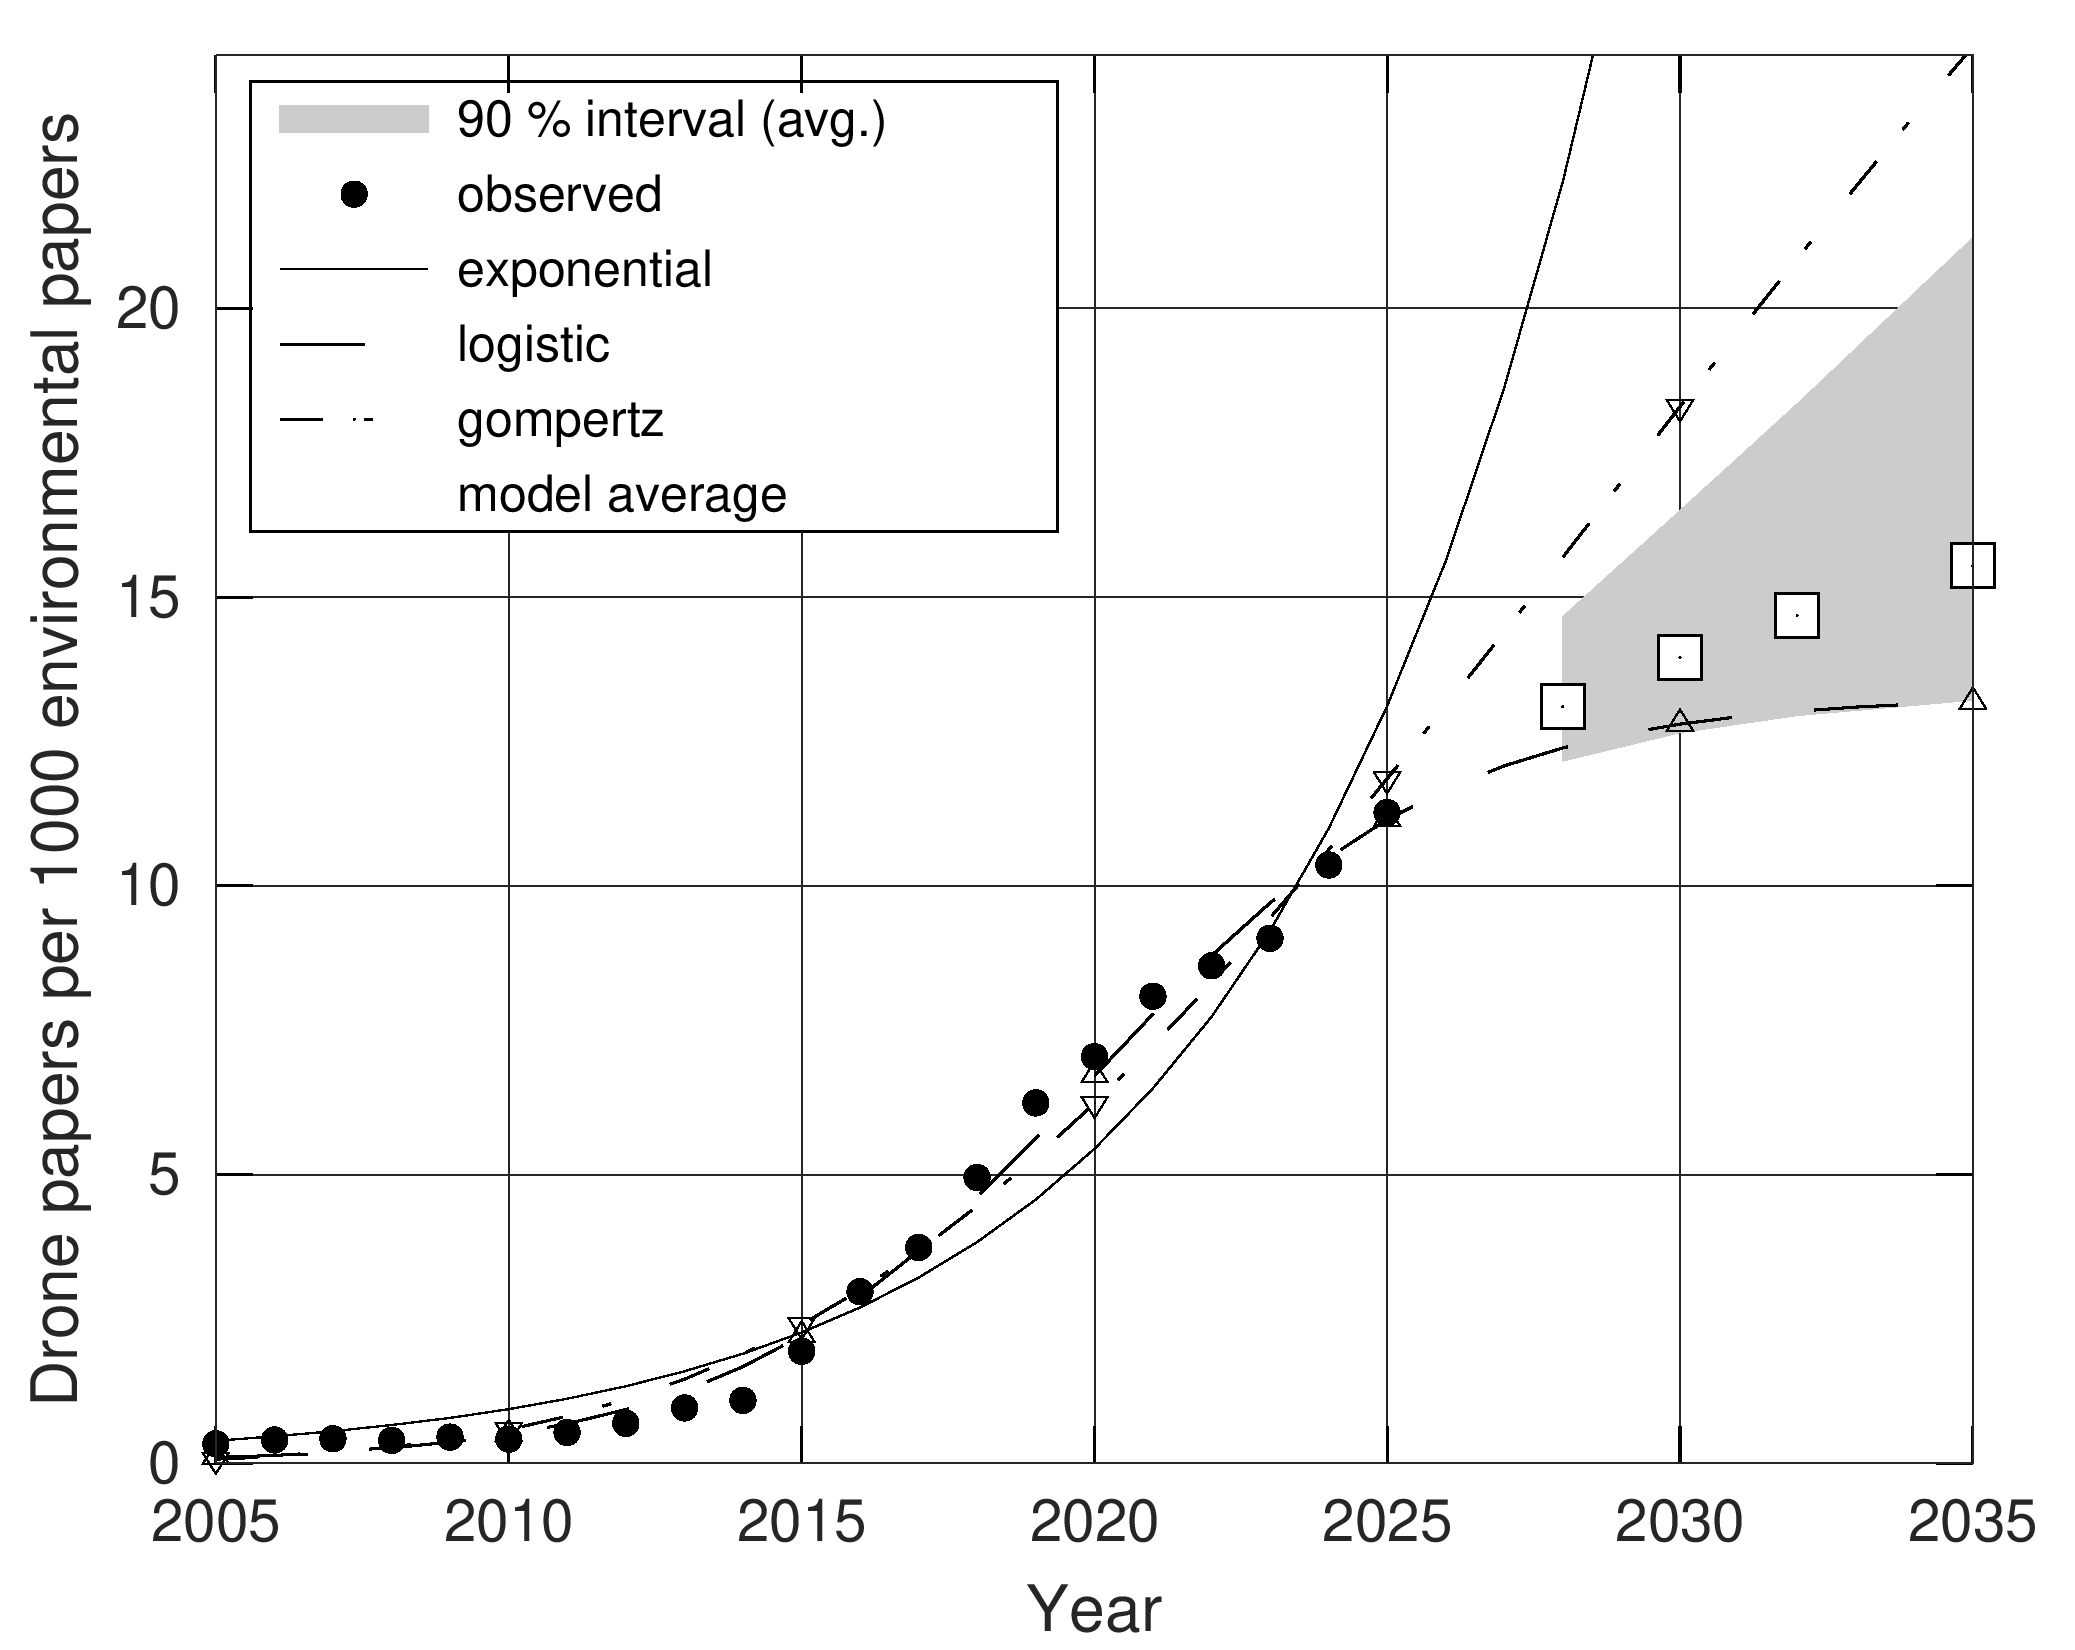 Drone papers per 1000 environmental papers
90 % interval (avg.)
observed
exponential
logistic
gompertz
model average
20
15
10
5
0
2005 2010 2015 2020 2025 2030 2035
Year